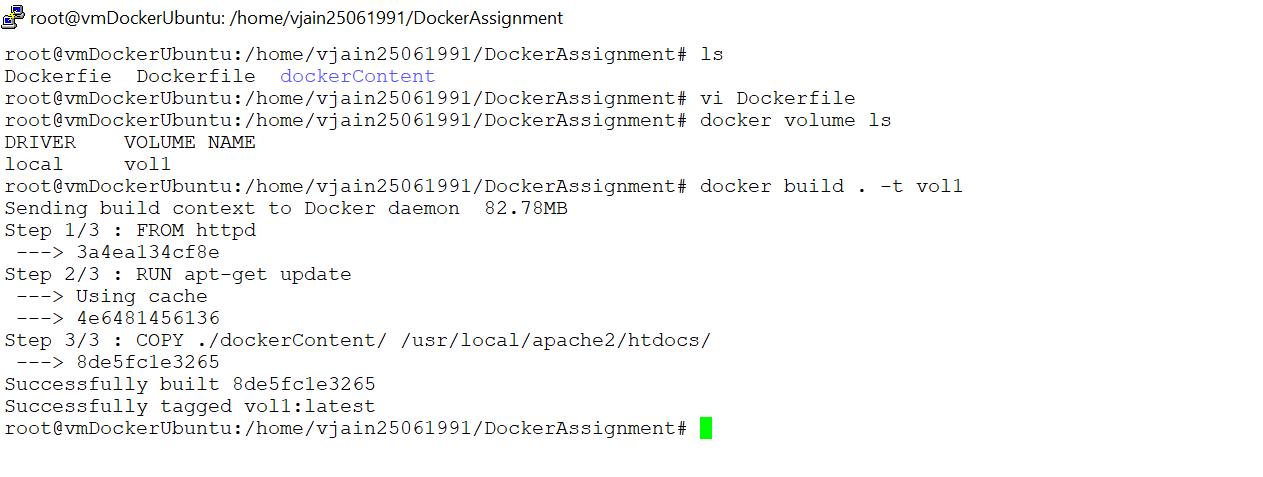 root@vmDockerUbuntu: /home/vjain25061991/DockerAssignment
root@vmDockerUbuntu:/home/vjain25061991/DockerAssignment# ls
Dockerfie  Dockerfile  dockerContent
root@vmDockerUbuntu:/home/vjain25061991/DockerAssignment# vi Dockerfile
root@vmDockerUbuntu:/home/vjain25061991/DockerAssignment# docker volume ls
DRIVER    VOLUME NAME
local     vol1
root@vmDockerUbuntu:/home/vjain25061991/DockerAssignment# docker build . -t vol1
Sending build context to Docker daemon  82.78MB
Step 1/3 : FROM httpd
 ---> 3a4ea134cf8e
Step 2/3 : RUN apt-get update
 ---> Using cache
 ---> 4e6481456136
Step 3/3 : COPY ./dockerContent/ /usr/local/apache2/htdocs/
 ---> 8de5fc1e3265
Successfully built 8de5fc1e3265
Successfully tagged vol1:latest
root@vmDockerUbuntu:/home/vjain25061991/DockerAssignment#